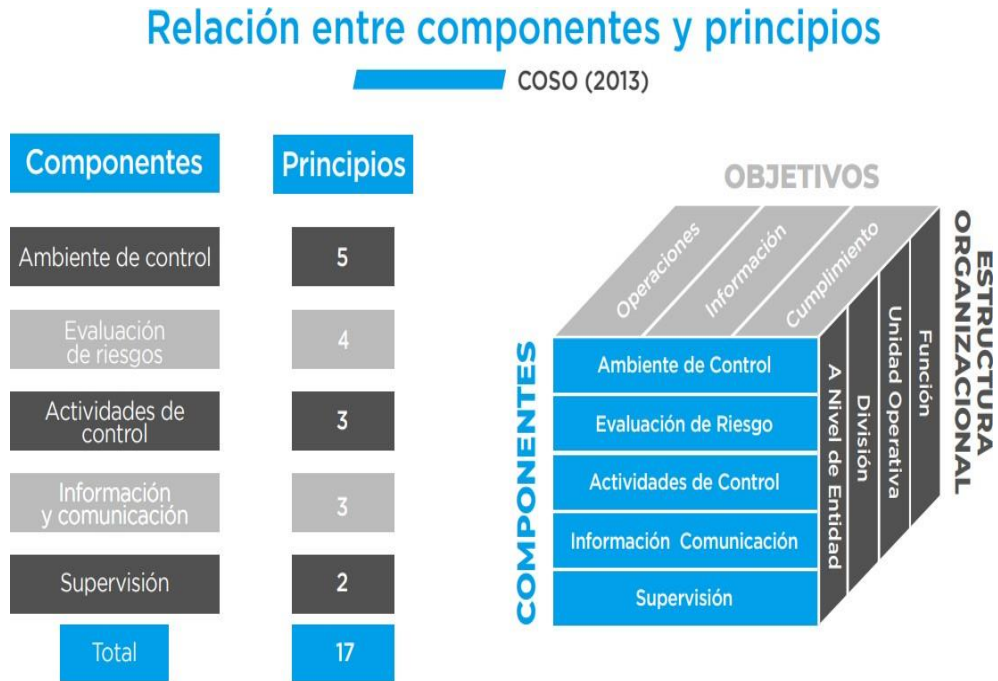 Relación entre componentes y principios
COSO (2013)
Componentes
Principios
Ambiente de control
5
Evaluación
de riesgos
4
Actividades de
control
3
Información
y comunicación
3
Supervisión
2
Total
17
OBJETIVOS
Operaciones
Información
Cumplimiento
COMPONENTES
Ambiente de Control
Evaluación de Riesgo
Actividades de Control
Información Comunicación
Supervisión
A Nivel de Entidad
División
Unidad Operativa
Función
ESTRUCTURA
ORGANIZACIONAL